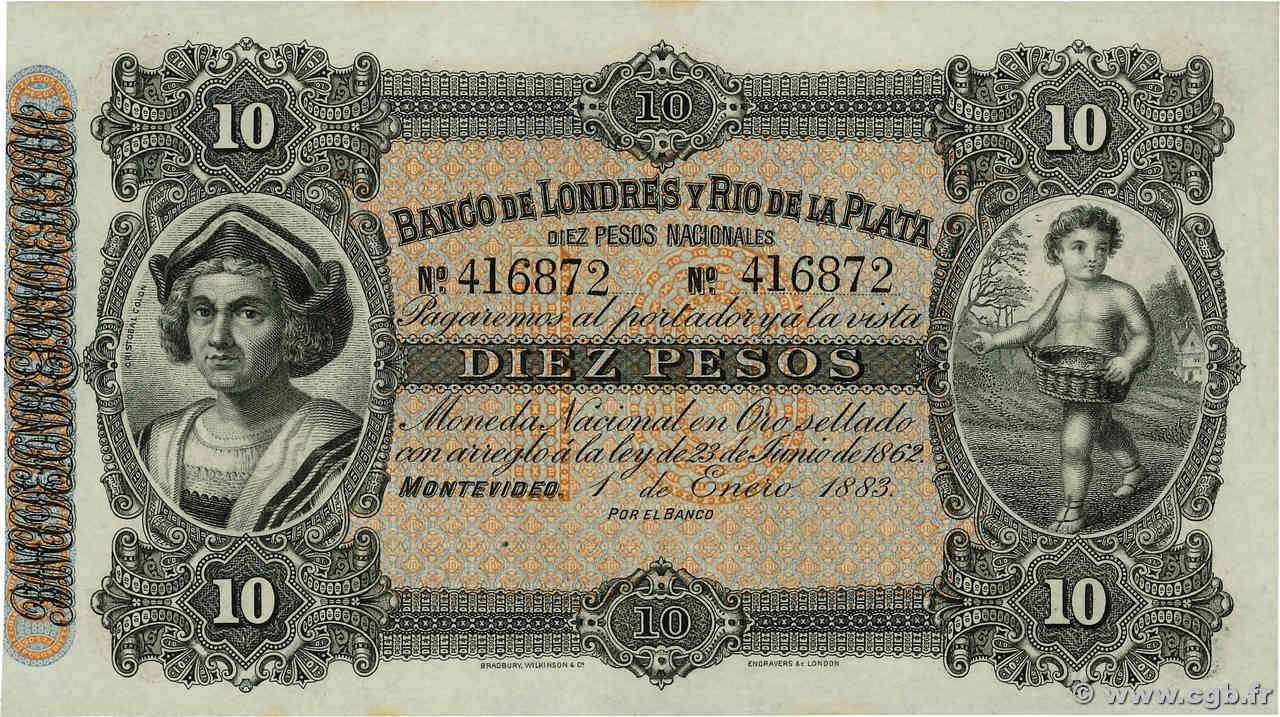 10 10 10
BANCO DE LONDRES Y RIO DE LA PLATA
DIEZ PESOS NACIONALES
No. 416872 No. 416872
Pagaremos al portador y á la vista
DIEZ PESOS
Moneda Nacional en Oro sellado
con arreglo á la ley de 23 de Junio de 1862.
MONTEVIDEO. 1 de Enero 1883.
POR EL BANCO
CRISTOBAL COLON
10 10 10
BRADBURY, WILKINSON & Co. ENGRAVERS &c LONDON
© www.cgb.fr